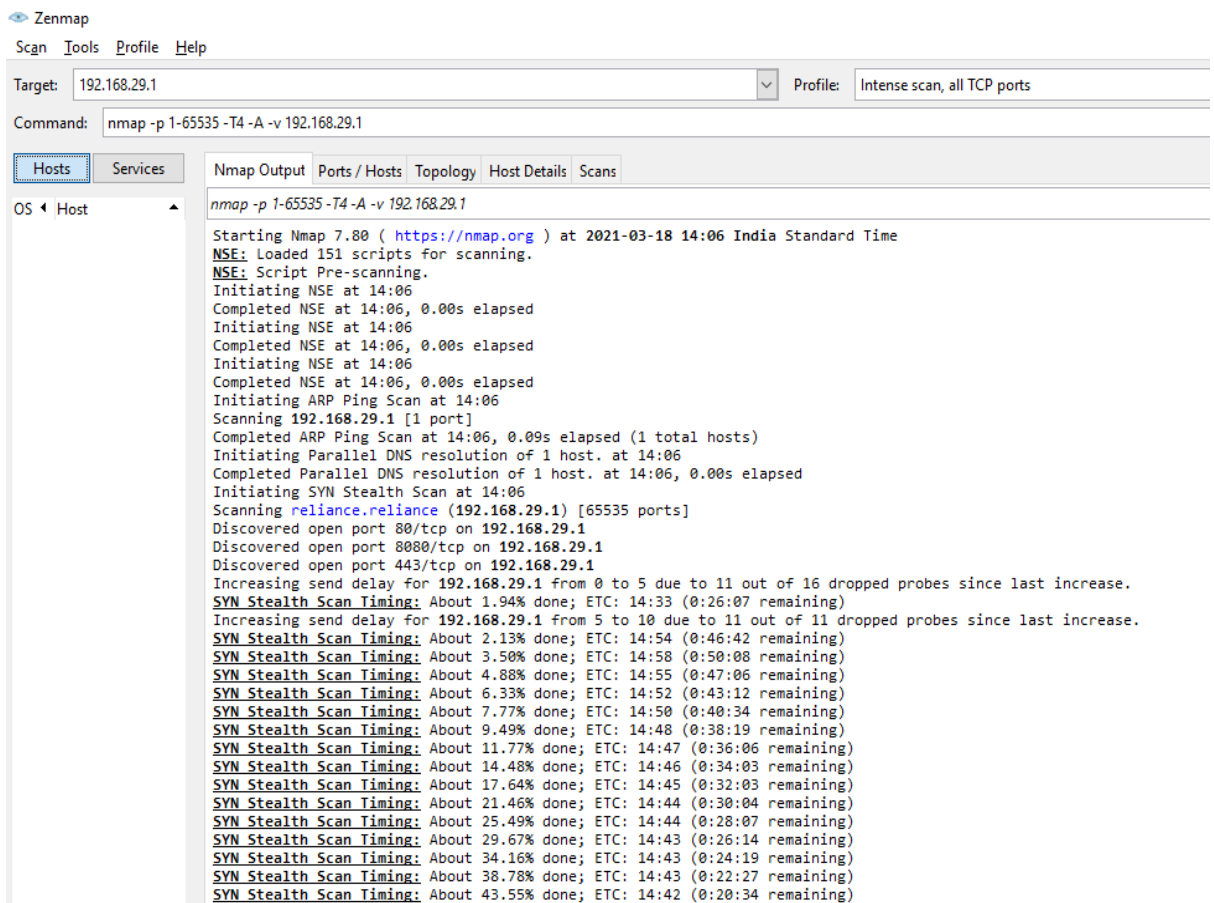 Zenmap
Scan Tools Profile Help
Target: 192.168.29.1 Profile: Intense scan, all TCP ports
Command: nmap -p 1-65535 -T4 -A -v 192.168.29.1
Hosts Services Nmap Output Ports / Hosts Topology Host Details Scans
OS Host
nmap -p 1-65535 -T4 -A -v 192.168.29.1
Starting Nmap 7.80 ( https://nmap.org ) at 2021-03-18 14:06 India Standard Time
NSE: Loaded 151 scripts for scanning.
NSE: Script Pre-scanning.
Initiating NSE at 14:06
Completed NSE at 14:06, 0.00s elapsed
Initiating NSE at 14:06
Completed NSE at 14:06, 0.00s elapsed
Initiating NSE at 14:06
Completed NSE at 14:06, 0.00s elapsed
Initiating ARP Ping Scan at 14:06
Scanning 192.168.29.1 [1 port]
Completed ARP Ping Scan at 14:06, 0.09s elapsed (1 total hosts)
Initiating Parallel DNS resolution of 1 host. at 14:06
Completed Parallel DNS resolution of 1 host. at 14:06, 0.00s elapsed
Initiating SYN Stealth Scan at 14:06
Scanning reliance.reliance (192.168.29.1) [65535 ports]
Discovered open port 80/tcp on 192.168.29.1
Discovered open port 8080/tcp on 192.168.29.1
Discovered open port 443/tcp on 192.168.29.1
Increasing send delay for 192.168.29.1 from 0 to 5 due to 11 out of 16 dropped probes since last increase.
SYN Stealth Scan Timing: About 1.94% done; ETC: 14:33 (0:26:07 remaining)
Increasing send delay for 192.168.29.1 from 5 to 10 due to 11 out of 11 dropped probes since last increase.
SYN Stealth Scan Timing: About 2.13% done; ETC: 14:54 (0:46:42 remaining)
SYN Stealth Scan Timing: About 3.50% done; ETC: 14:58 (0:50:08 remaining)
SYN Stealth Scan Timing: About 4.88% done; ETC: 14:55 (0:47:06 remaining)
SYN Stealth Scan Timing: About 6.33% done; ETC: 14:52 (0:43:12 remaining)
SYN Stealth Scan Timing: About 7.77% done; ETC: 14:50 (0:40:34 remaining)
SYN Stealth Scan Timing: About 9.49% done; ETC: 14:48 (0:38:19 remaining)
SYN Stealth Scan Timing: About 11.77% done; ETC: 14:47 (0:36:06 remaining)
SYN Stealth Scan Timing: About 14.48% done; ETC: 14:46 (0:34:03 remaining)
SYN Stealth Scan Timing: About 17.64% done; ETC: 14:45 (0:32:03 remaining)
SYN Stealth Scan Timing: About 21.46% done; ETC: 14:44 (0:30:04 remaining)
SYN Stealth Scan Timing: About 25.49% done; ETC: 14:44 (0:28:07 remaining)
SYN Stealth Scan Timing: About 29.67% done; ETC: 14:43 (0:26:14 remaining)
SYN Stealth Scan Timing: About 34.16% done; ETC: 14:43 (0:24:19 remaining)
SYN Stealth Scan Timing: About 38.78% done; ETC: 14:43 (0:22:27 remaining)
SYN Stealth Scan Timing: About 43.55% done; ETC: 14:42 (0:20:34 remaining)